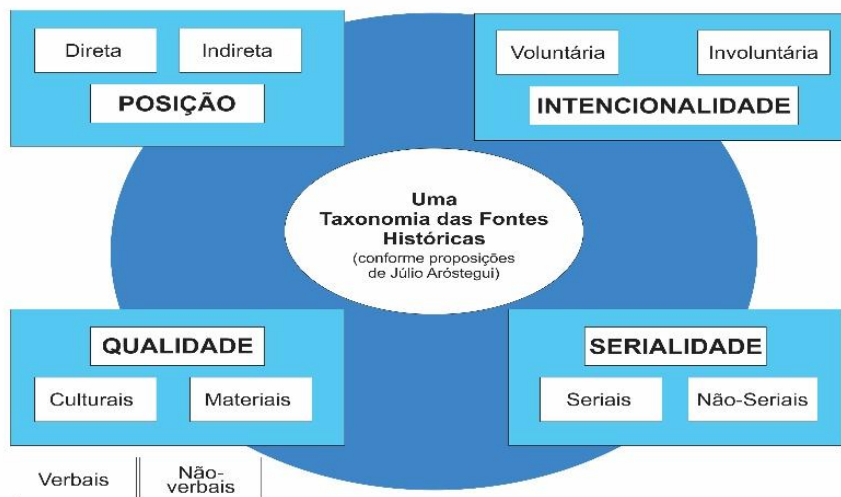 Direta
Indireta
POSIÇÃO
Voluntária
Involuntária
INTENCIONALIDADE
Uma
Taxonomia das Fontes
Históricas
(conforme proposições
de Júlio Aróstegui)
QUALIDADE
Culturais
Materiais
SERIALIDADE
Seriais
Não-Seriais
Verbais
Não-
verbais